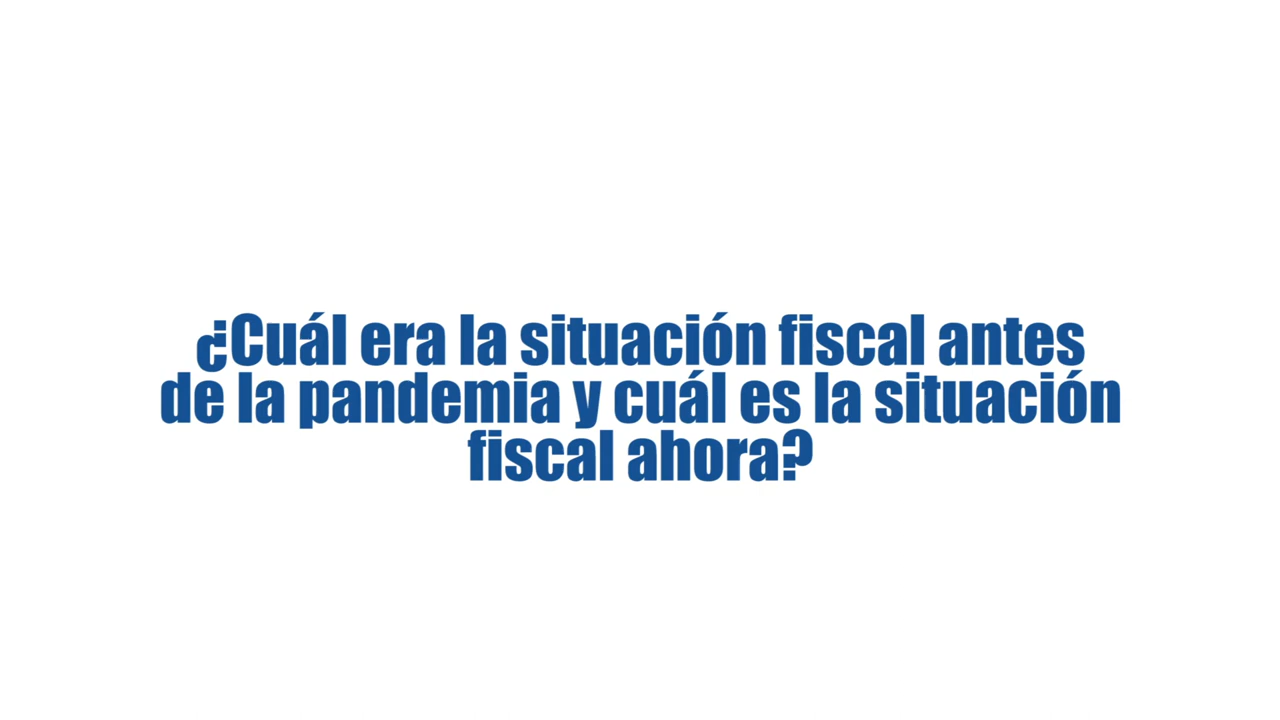 ¿Cuál era la situación fiscal antes
de la pandemia y cuál es la situación
fiscal ahora?